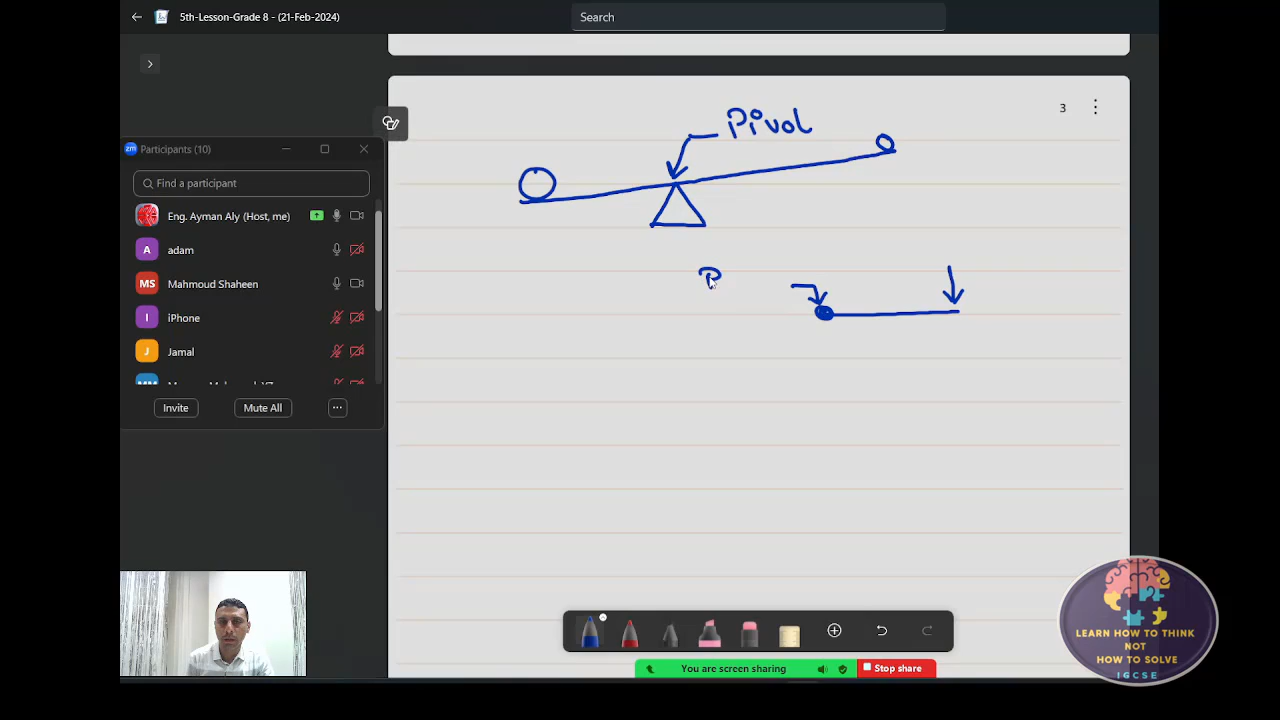 5th-Lesson-Grade 8 - (21-Feb-2024)
Search
3
Pivot
zm Participants (10)
Find a participant
Eng. Ayman Aly (Host, me)
A adam
MS Mahmoud Shaheen
I iPhone
J Jamal
P
Invite
Mute All
You are screen sharing
Stop share
LEARN HOW TO THINK
NOT
HOW TO SOLVE
IGCSE